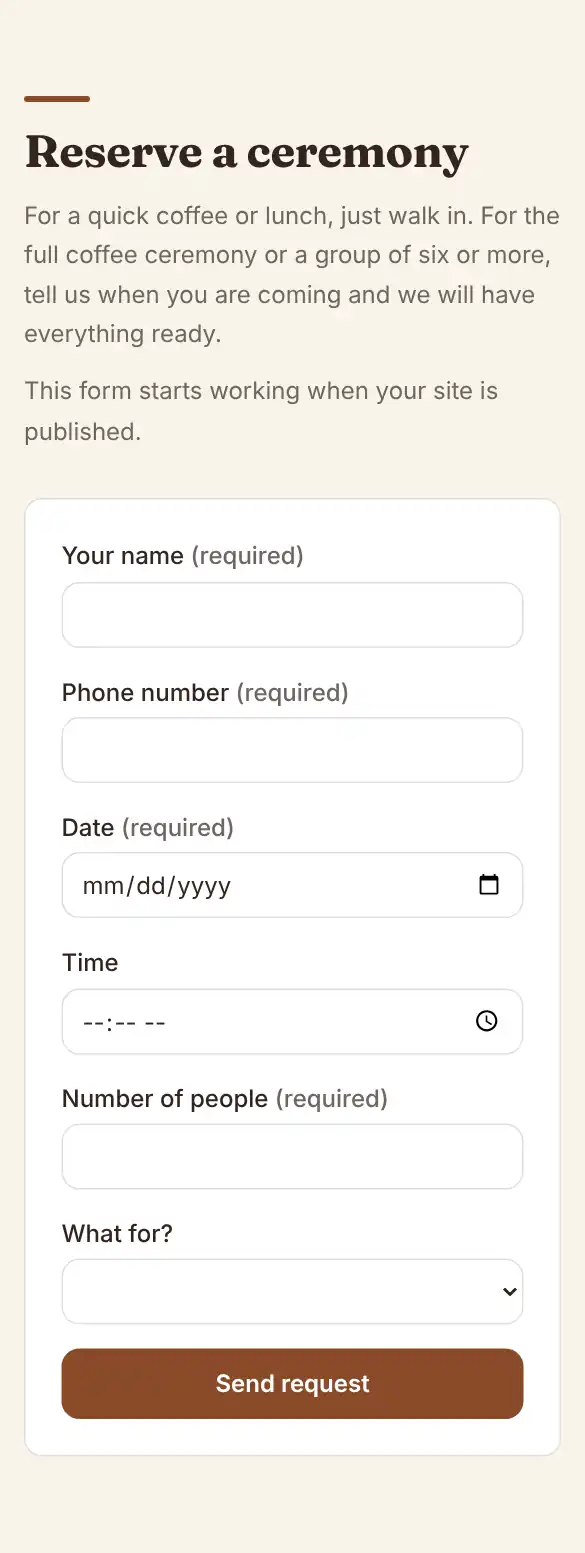 Reserve a ceremony
For a quick coffee or lunch, just walk in. For the
full coffee ceremony or a group of six or more,
tell us when you are coming and we will have
everything ready.
This form starts working when your site is
published.
Your name (required)
Phone number (required)
Date (required)
mm/dd/yyyy
Time
--:-- --
Number of people (required)
What for?
Send request